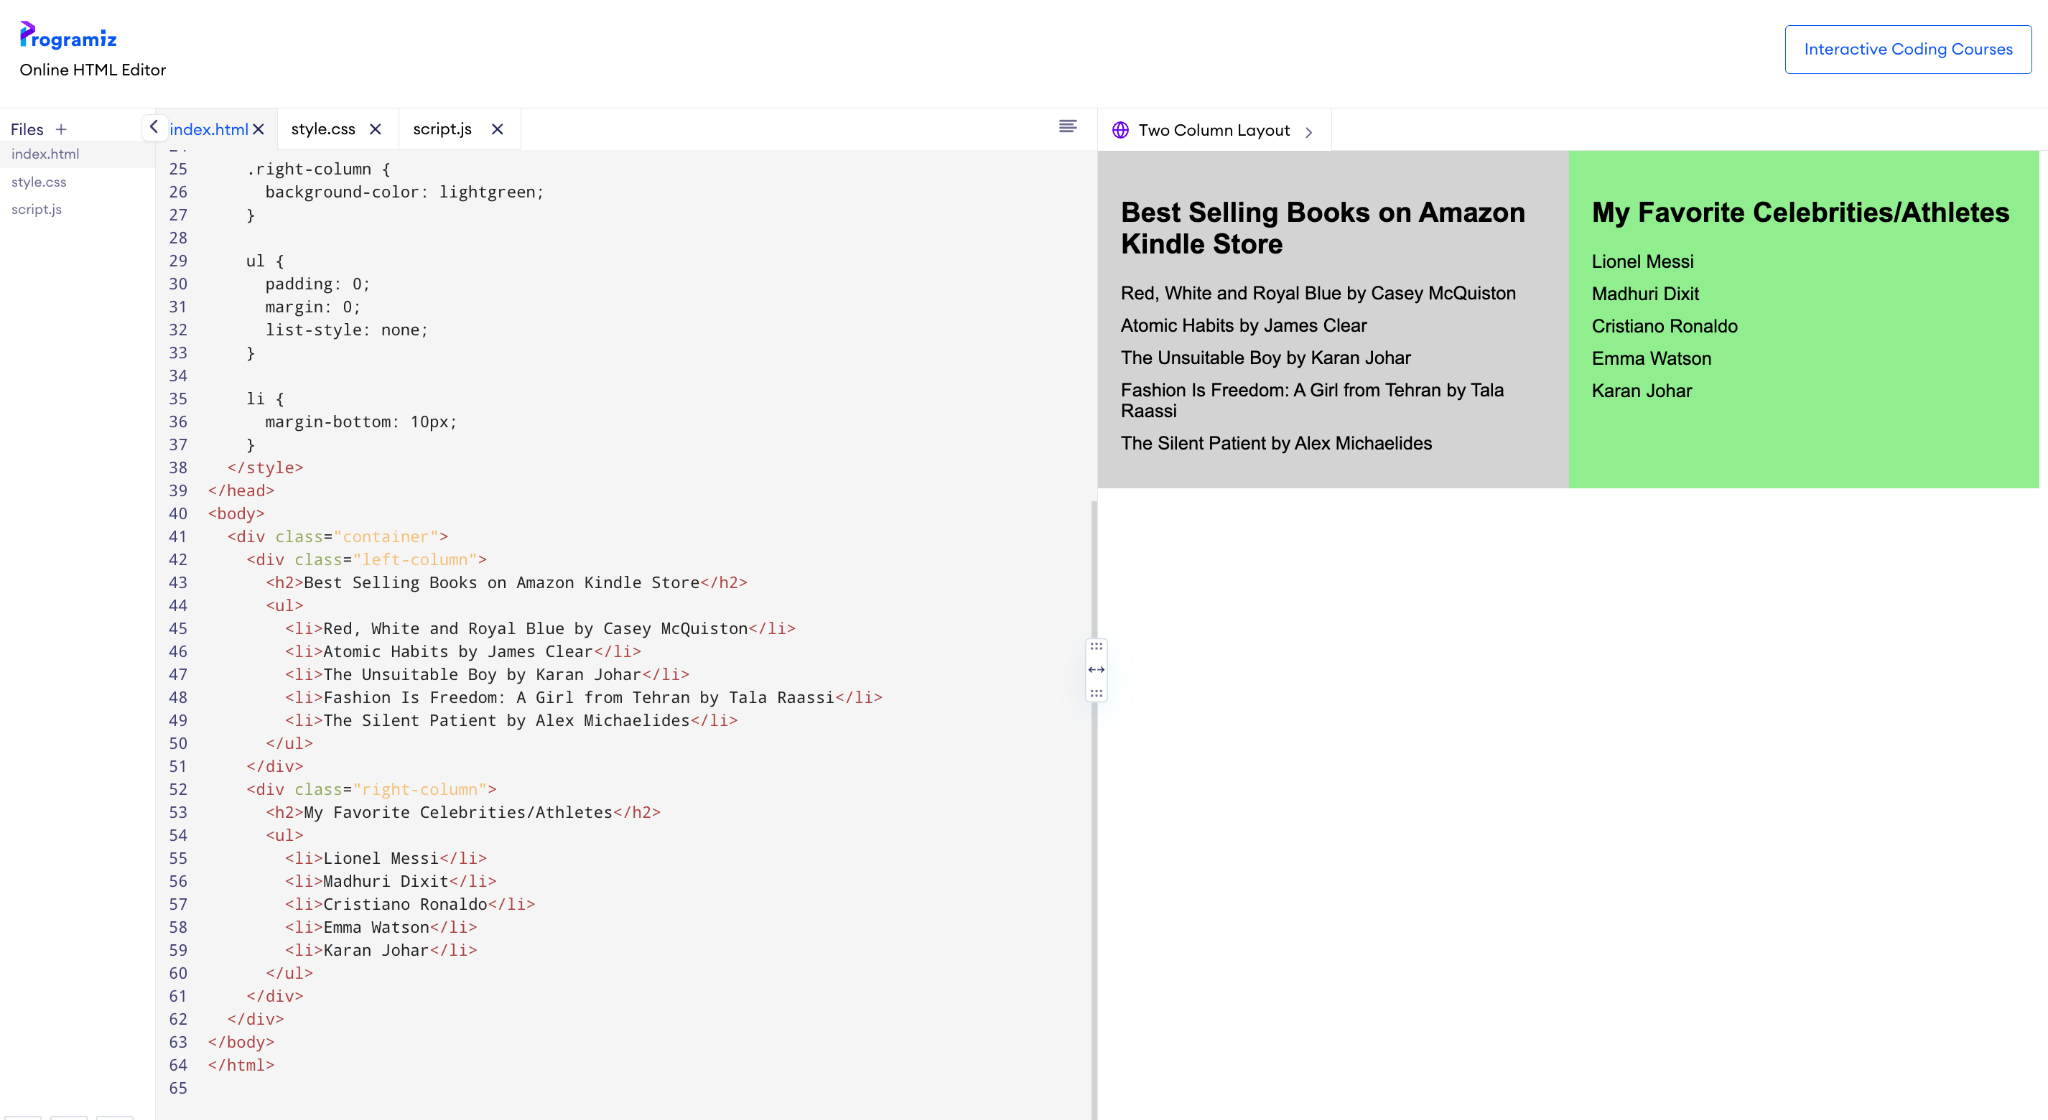 Programiz
Online HTML Editor
Interactive Coding Courses
Files +
index.html
style.css
script.js
index.html
style.css
script.js
25 .right-column {
26 background-color: lightgreen;
27 }
28
29 ul {
30 padding: 0;
31 margin: 0;
32 list-style: none;
33 }
34
35 li {
36 margin-bottom: 10px;
37 }
38 </style>
39 </head>
40 <body>
41 <div class="container">
42 <div class="left-column">
43 <h2>Best Selling Books on Amazon Kindle Store</h2>
44 <ul>
45 <li>Red, White and Royal Blue by Casey McQuiston</li>
46 <li>Atomic Habits by James Clear</li>
47 <li>The Unsuitable Boy by Karan Johar</li>
48 <li>Fashion Is Freedom: A Girl from Tehran by Tala Raassi</li>
49 <li>The Silent Patient by Alex Michaelides</li>
50 </ul>
51 </div>
52 <div class="right-column">
53 <h2>My Favorite Celebrities/Athletes</h2>
54 <ul>
55 <li>Lionel Messi</li>
56 <li>Madhuri Dixit</li>
57 <li>Cristiano Ronaldo</li>
58 <li>Emma Watson</li>
59 <li>Karan Johar</li>
60 </ul>
61 </div>
62 </div>
63 </body>
64 </html>
65
Two Column Layout
Best Selling Books on Amazon
Kindle Store
Red, White and Royal Blue by Casey McQuiston
Atomic Habits by James Clear
The Unsuitable Boy by Karan Johar
Fashion Is Freedom: A Girl from Tehran by Tala
Raassi
The Silent Patient by Alex Michaelides
My Favorite Celebrities/Athletes
Lionel Messi
Madhuri Dixit
Cristiano Ronaldo
Emma Watson
Karan Johar